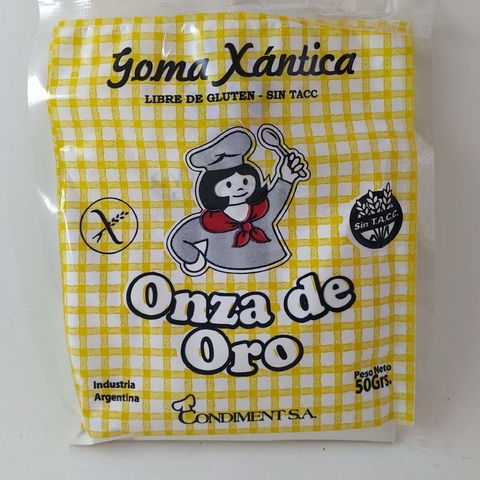 Goma Xántica
LIBRE DE GLUTEN - SIN TACC
Sin T.A.C.C.
Onza de
Oro
Industria
Argentina
Peso Neto
50Grs.
CONDIMENT S.A.